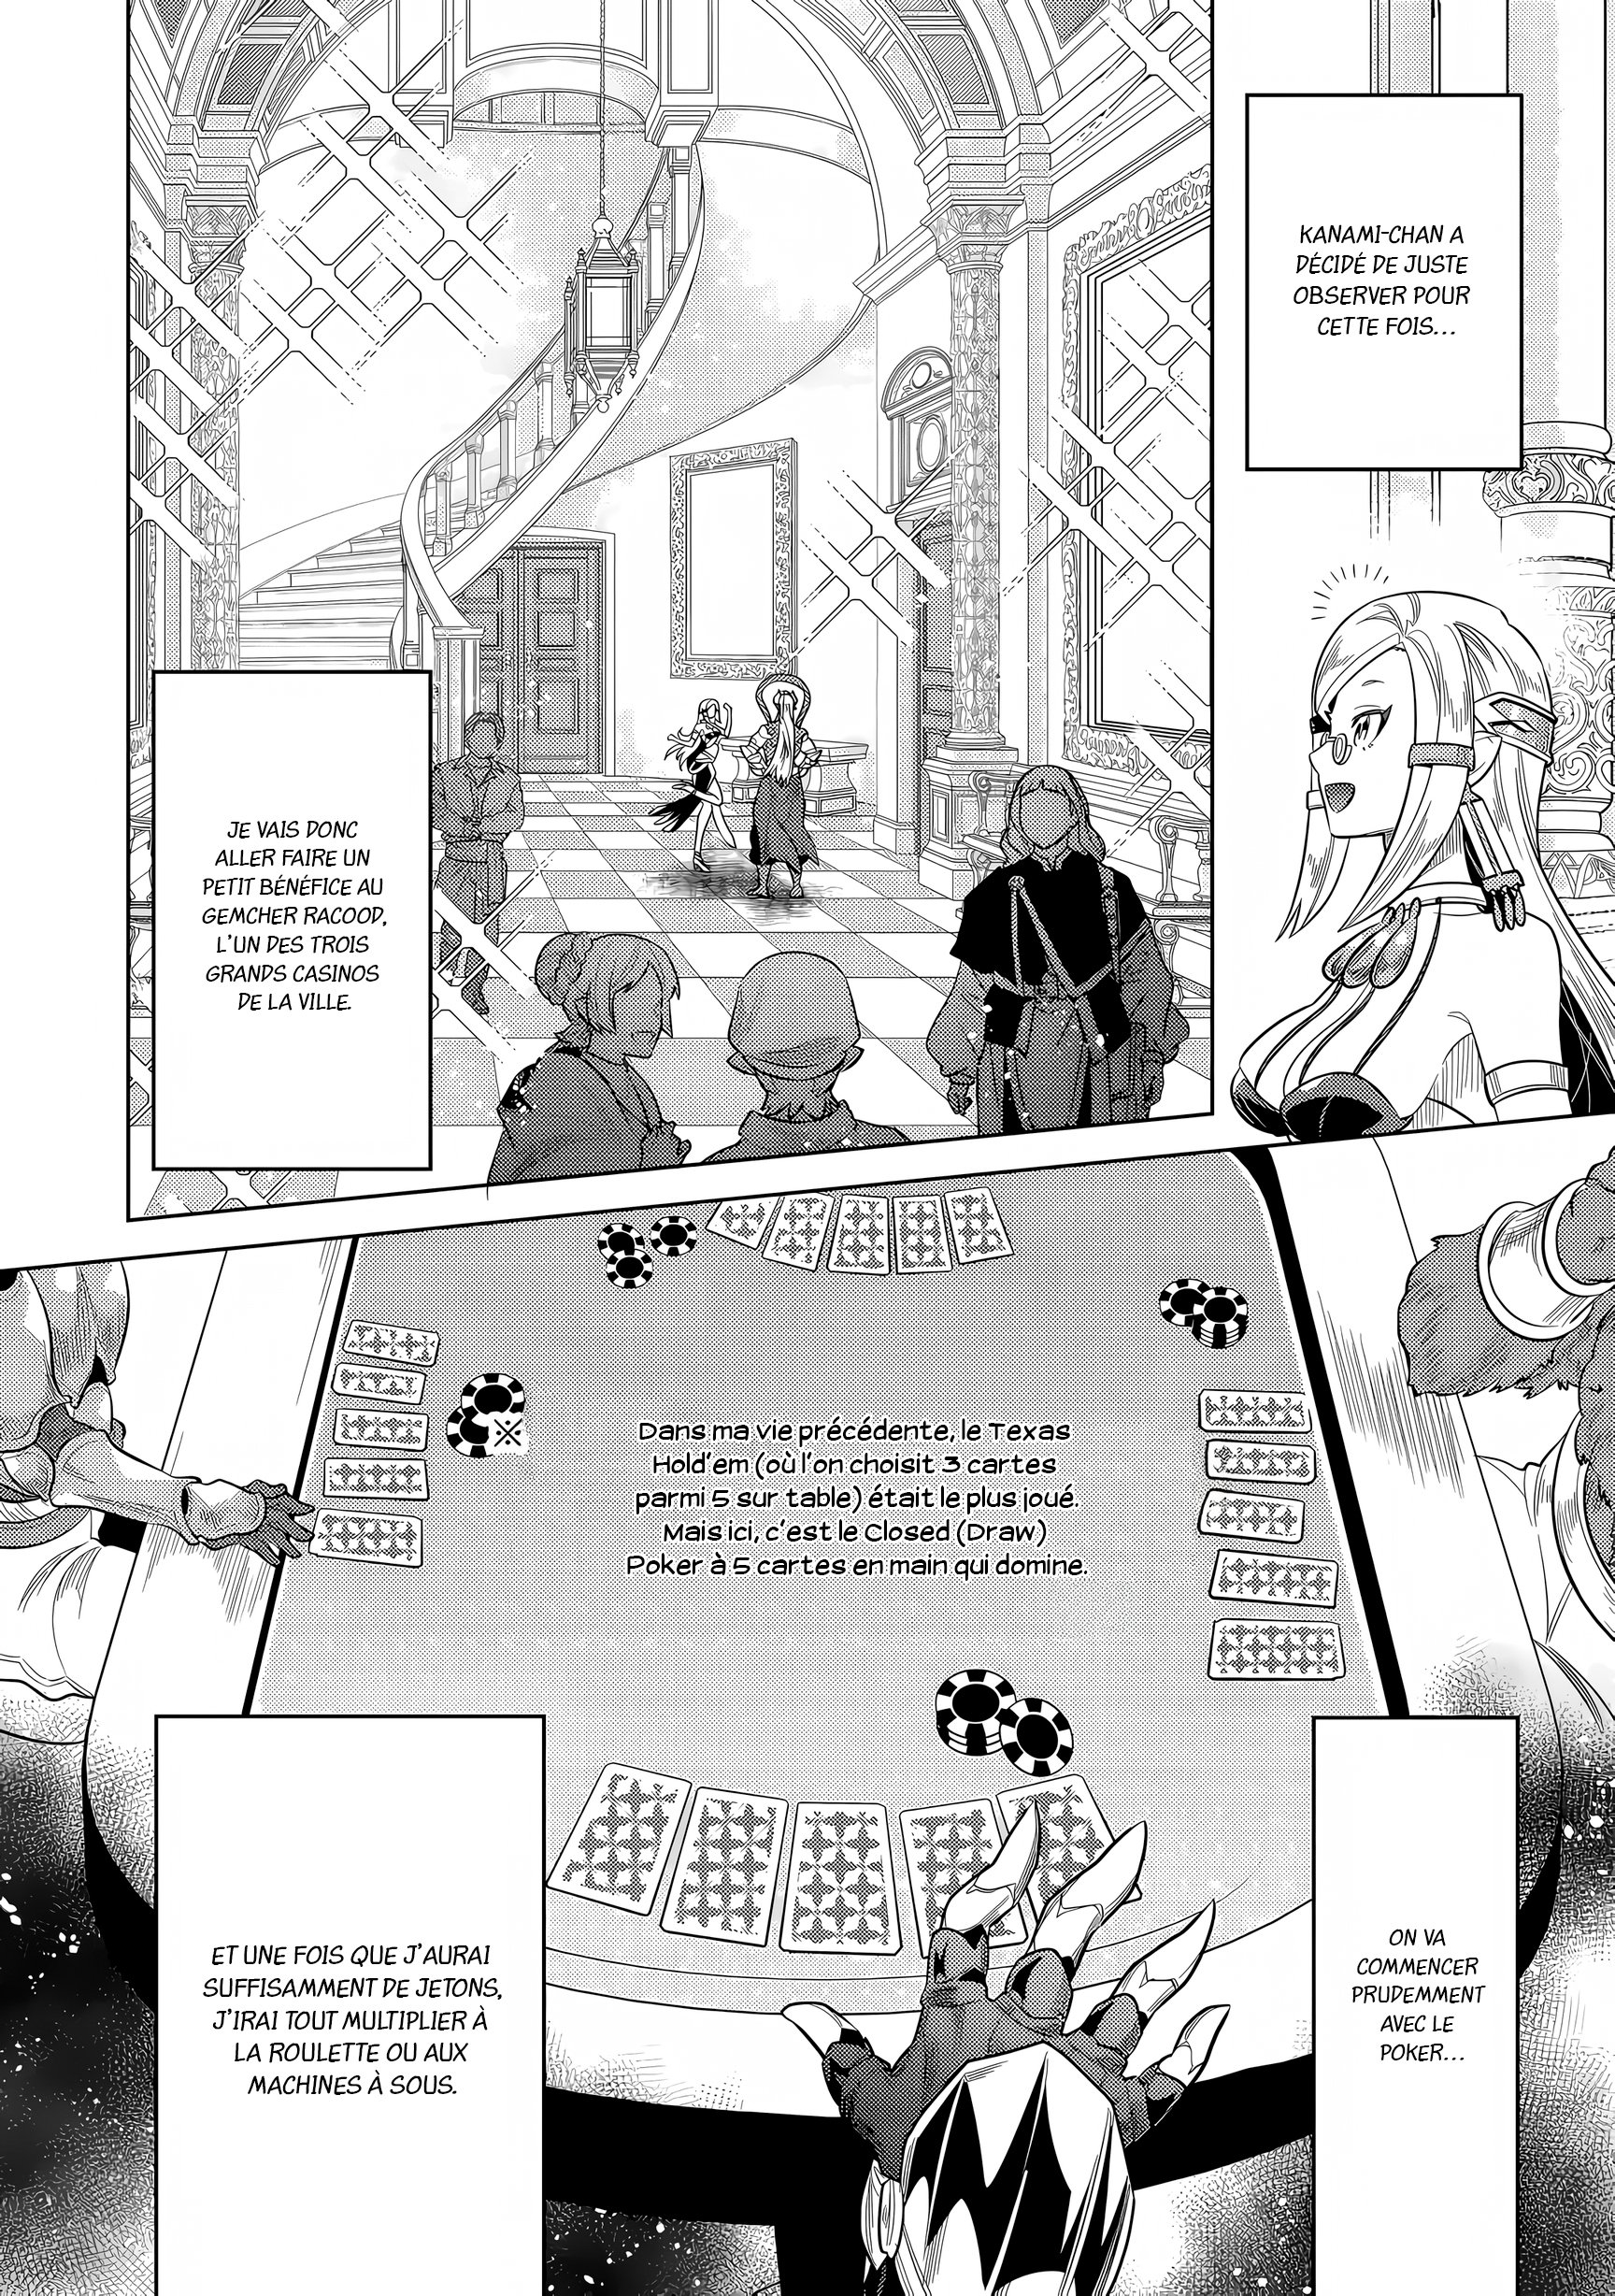 KANAMI-CHAN A
DÉCIDÉ DE JUSTE
OBSERVER POUR
CETTE FOIS...
JE VAIS DONC
ALLER FAIRE UN
PETIT BÉNÉFICE AU
GEMCHER RACOOD,
L'UN DES TROIS
GRANDS CASINOS
DE LA VILLE.
※
Dans ma vie précédente, le Texas
Hold'em (où l'on choisit 3 cartes
parmi 5 sur table) était le plus joué.
Mais ici, c'est le Closed (Draw)
Poker à 5 cartes en main qui domine.
ON VA
COMMENCER
PRUDEMMENT
AVEC LE
POKER...
ET UNE FOIS QUE J'AURAI
SUFFISAMMENT DE JETONS,
J'IRAI TOUT MULTIPLIER À
LA ROULETTE OU AUX
MACHINES À SOUS.